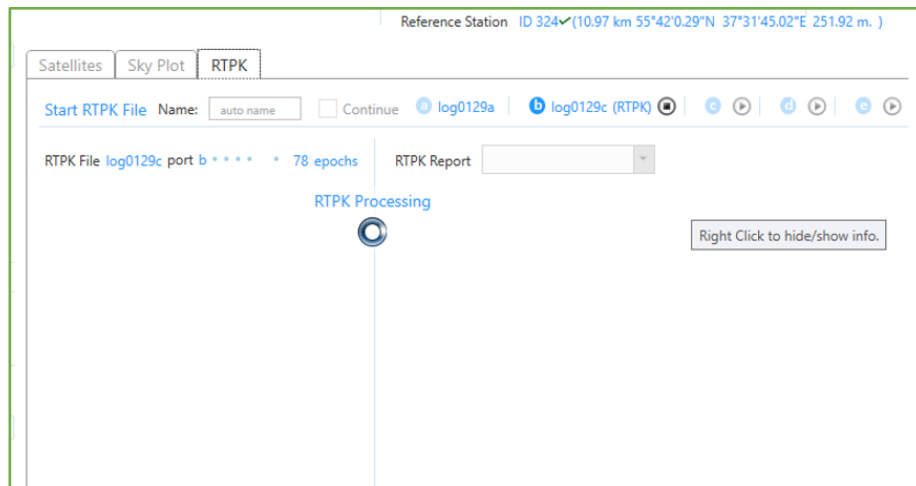 Reference Station ID 324✔(10.97 km 55°42'0.29"N 37°31'45.02"E 251.92 m. )
Satellites Sky Plot RTPK
Start RTPK File Name: auto name Continue a log0129a b log0129c (RTPK) c d e
RTPK File log0129c port b 78 epochs RTPK Report
RTPK Processing
Right Click to hide/show info.